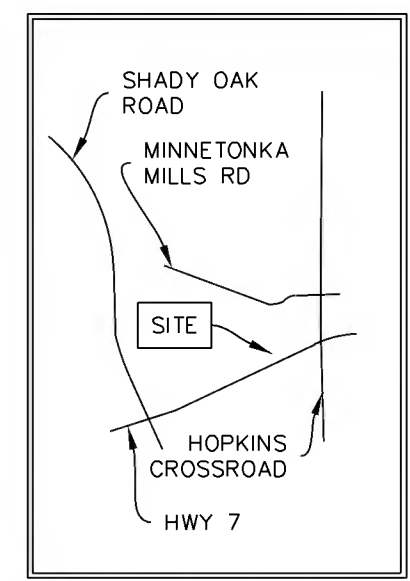 SHADY OAK
ROAD
MINNETONKA
MILLS RD
SITE
HOPKINS
CROSSROAD
HWY 7